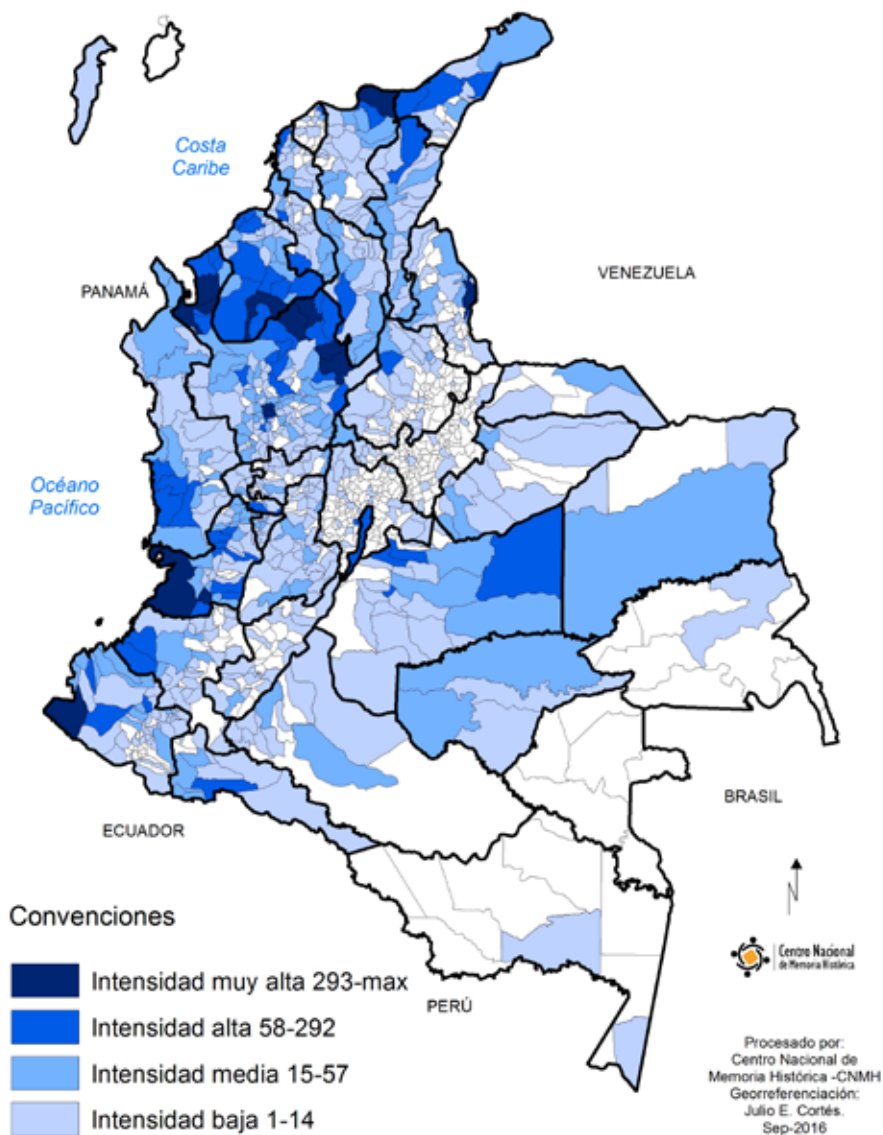 Costa
Caribe
PANAMÁ
VENEZUELA
Océano
Pacífico
ECUADOR
BRASIL
PERÚ
N
Convenciones
Intensidad muy alta 293-max
Intensidad alta 58-292
Intensidad media 15-57
Intensidad baja 1-14
Centro Nacional
de Memoria Histórica
Procesado por:
Centro Nacional de
Memoria Histórica -CNMH
Georreferenciación:
Julio E. Cortés.
Sep-2016